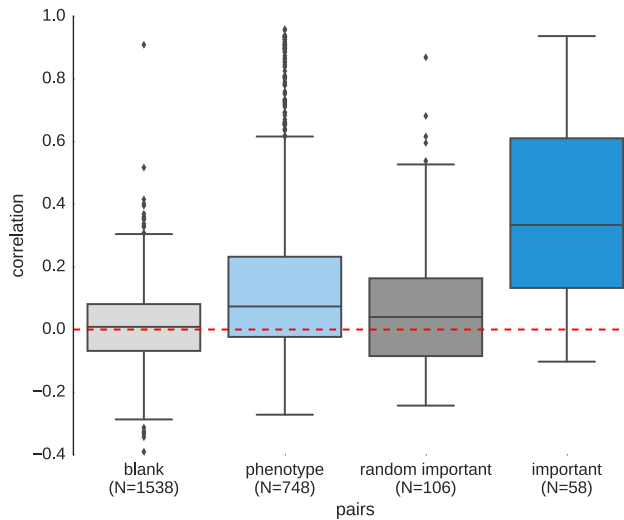 1.0
0.8
0.6
0.4
0.2
0.0
−0.2
−0.4
correlation
blank
(N=1538)
phenotype
(N=748)
random important
(N=106)
important
(N=58)
pairs